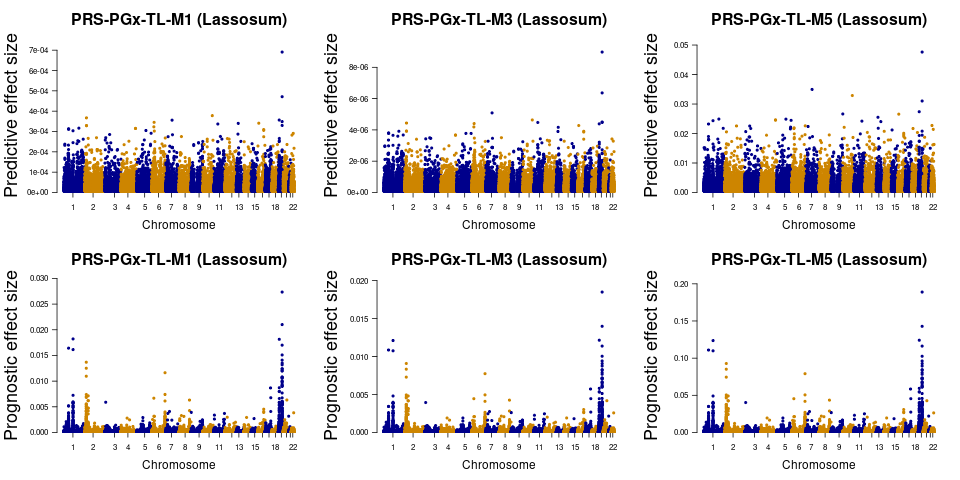 PRS-PGx-TL-M1 (Lassosum)
Predictive effect size
7e-04
6e-04
5e-04
4e-04
3e-04
2e-04
1e-04
0e+00
1 2 3 4 5 6 7 8 9 11 13 15 18 22
Chromosome
PRS-PGx-TL-M3 (Lassosum)
Predictive effect size
8e-06
6e-06
4e-06
2e-06
0e+00
1 2 3 4 5 6 7 8 9 11 13 15 18 22
Chromosome
PRS-PGx-TL-M5 (Lassosum)
Predictive effect size
0.05
0.04
0.03
0.02
0.01
0.00
1 2 3 4 5 6 7 8 9 11 13 15 18 22
Chromosome
PRS-PGx-TL-M1 (Lassosum)
Prognostic effect size
0.030
0.025
0.020
0.015
0.010
0.005
0.000
1 2 3 4 5 6 7 8 9 11 13 15 18 22
Chromosome
PRS-PGx-TL-M3 (Lassosum)
Prognostic effect size
0.020
0.015
0.010
0.005
0.000
1 2 3 4 5 6 7 8 9 11 13 15 18 22
Chromosome
PRS-PGx-TL-M5 (Lassosum)
Prognostic effect size
0.20
0.15
0.10
0.05
0.00
1 2 3 4 5 6 7 8 9 11 13 15 18 22
Chromosome